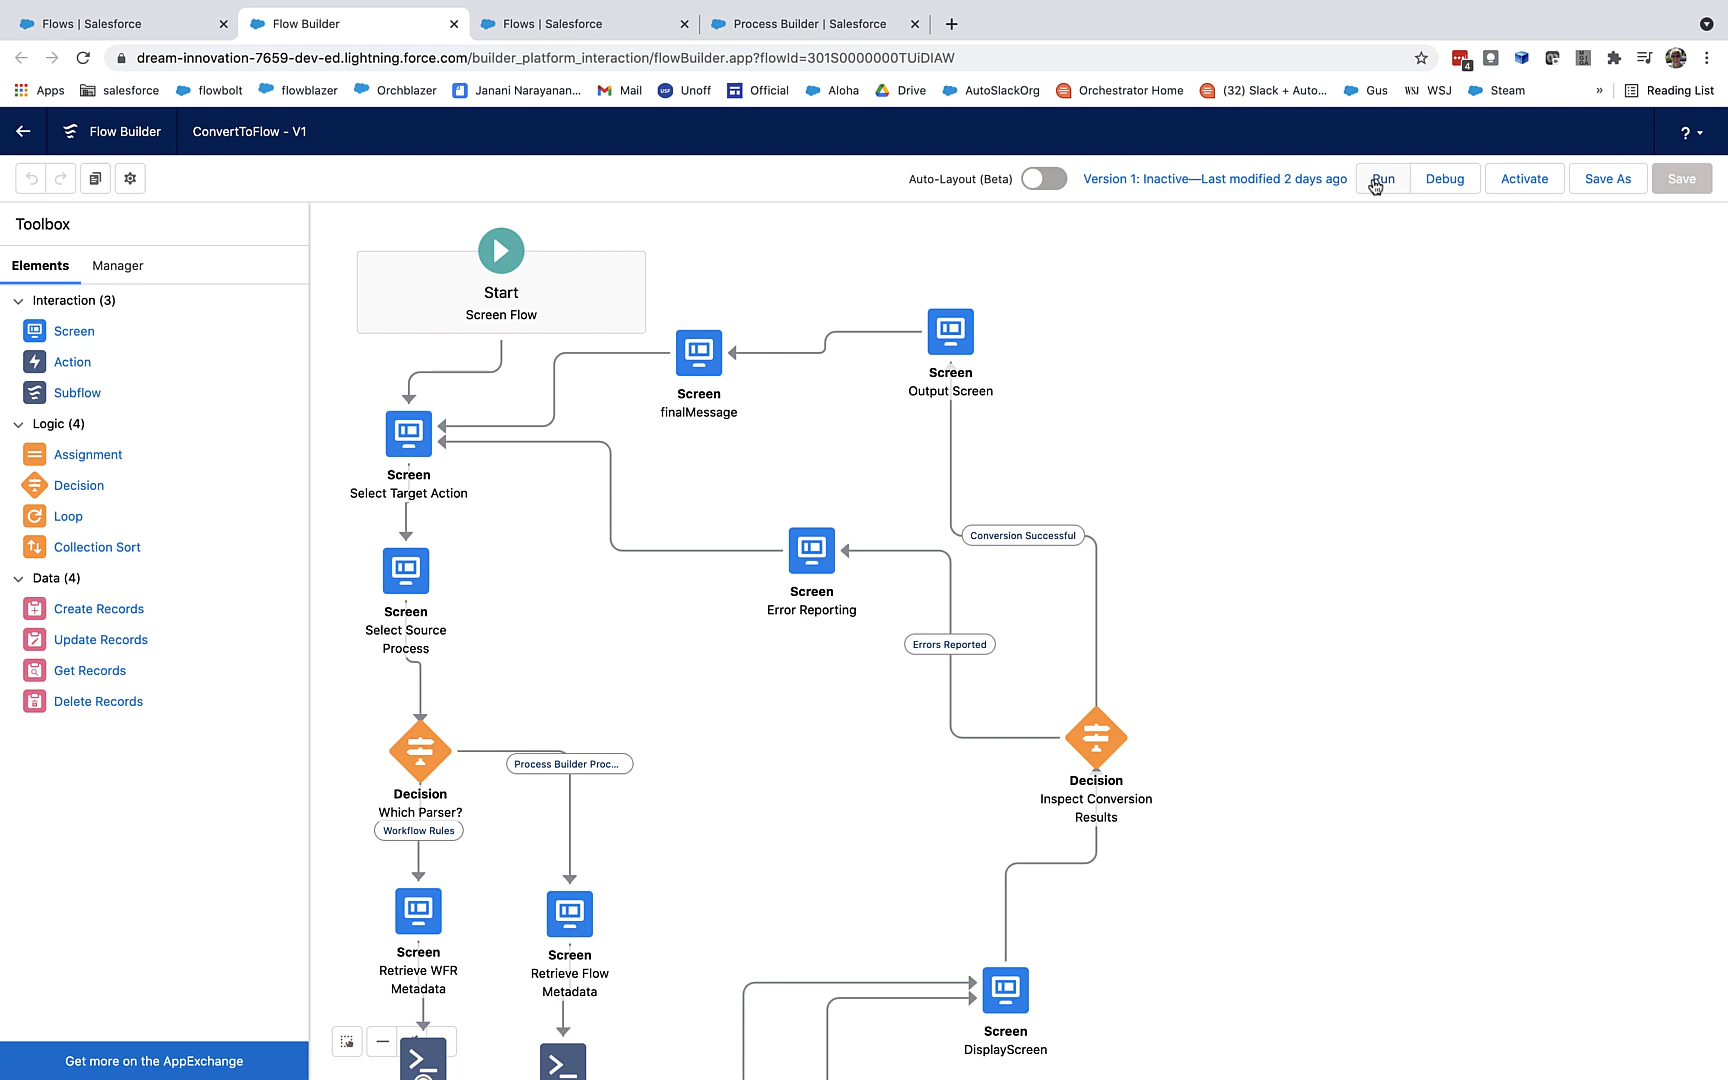 Flows | Salesforce
Flow Builder
Flows | Salesforce
Process Builder | Salesforce
dream-innovation-7659-dev-ed.lightning.force.com/builder_platform_interaction/flowBuilder.app?flowId=301S0000000TUiDIAW
4
Apps
salesforce
flowbolt
flowblazer
Orchblazer
Janani Narayanan...
Mail
Unoff
Official
Aloha
Drive
AutoSlackOrg
Orchestrator Home
(32) Slack + Auto...
Gus
WSJ WSJ
Steam
»
Reading List
Flow Builder
ConvertToFlow - V1
?
Auto-Layout (Beta)
Version 1: Inactive—Last modified 2 days ago
Run
Debug
Activate
Save As
Save
Toolbox
Elements
Manager
Interaction (3)
Screen
Action
Subflow
Logic (4)
Assignment
Decision
Loop
Collection Sort
Data (4)
Create Records
Update Records
Get Records
Delete Records
Get more on the AppExchange
Start
Screen Flow
Screen
finalMessage
Screen
Output Screen
Screen
Select Target Action
Conversion Successful
Screen
Error Reporting
Screen
Select Source
Process
Errors Reported
Process Builder Proc...
Decision
Which Parser?
Workflow Rules
Decision
Inspect Conversion
Results
Screen
Retrieve WFR
Metadata
Screen
Retrieve Flow
Metadata
Screen
DisplayScreen